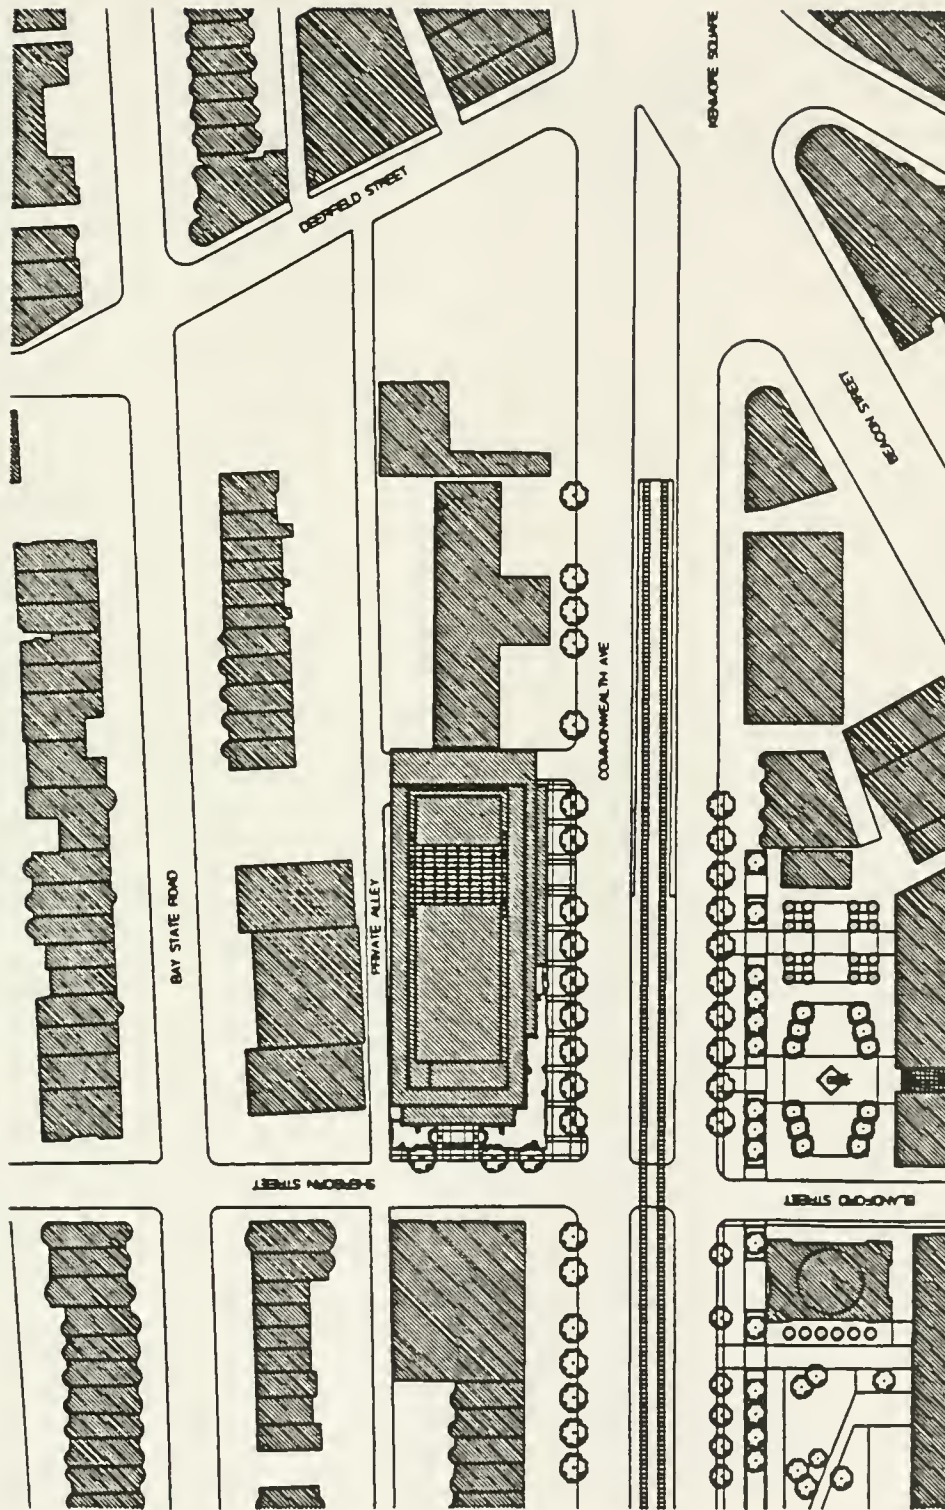 KENMORE SQUARE
DEERFIELD STREET
BEACON STREET
COMMONWEALTH AVE
BAY STATE ROAD
PRIVATE ALLEY
SHERBORN STREET
BLANDFORD STREET